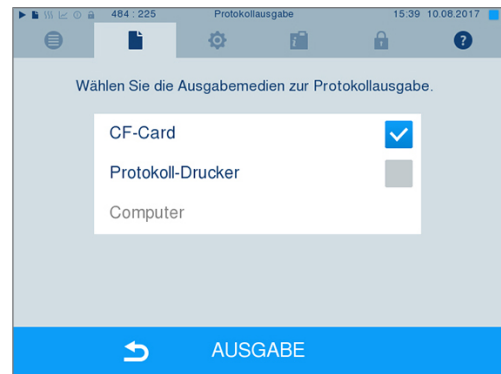 484 : 225 Protokollausgabe 15:39 10.08.2017
i ?
Wählen Sie die Ausgabemedien zur Protokollausgabe.
CF-Card
Protokoll-Drucker
Computer
AUSGABE